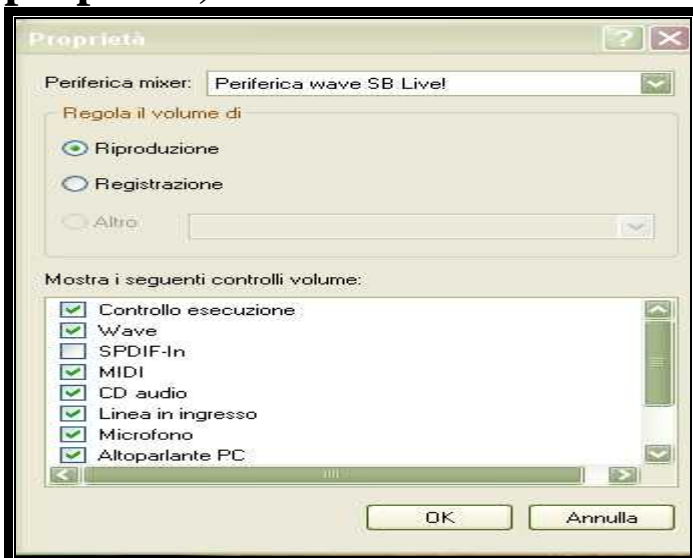 Proprietà
Periferica mixer: Periferica wave SB Live!
Regola il volume di
Riproduzione
Registrazione
Altro
Mostra i seguenti controlli volume:
Controllo esecuzione
Wave
SPDIF-In
MIDI
CD audio
Linea in ingresso
Microfono
Altoparlante PC
OK Annulla